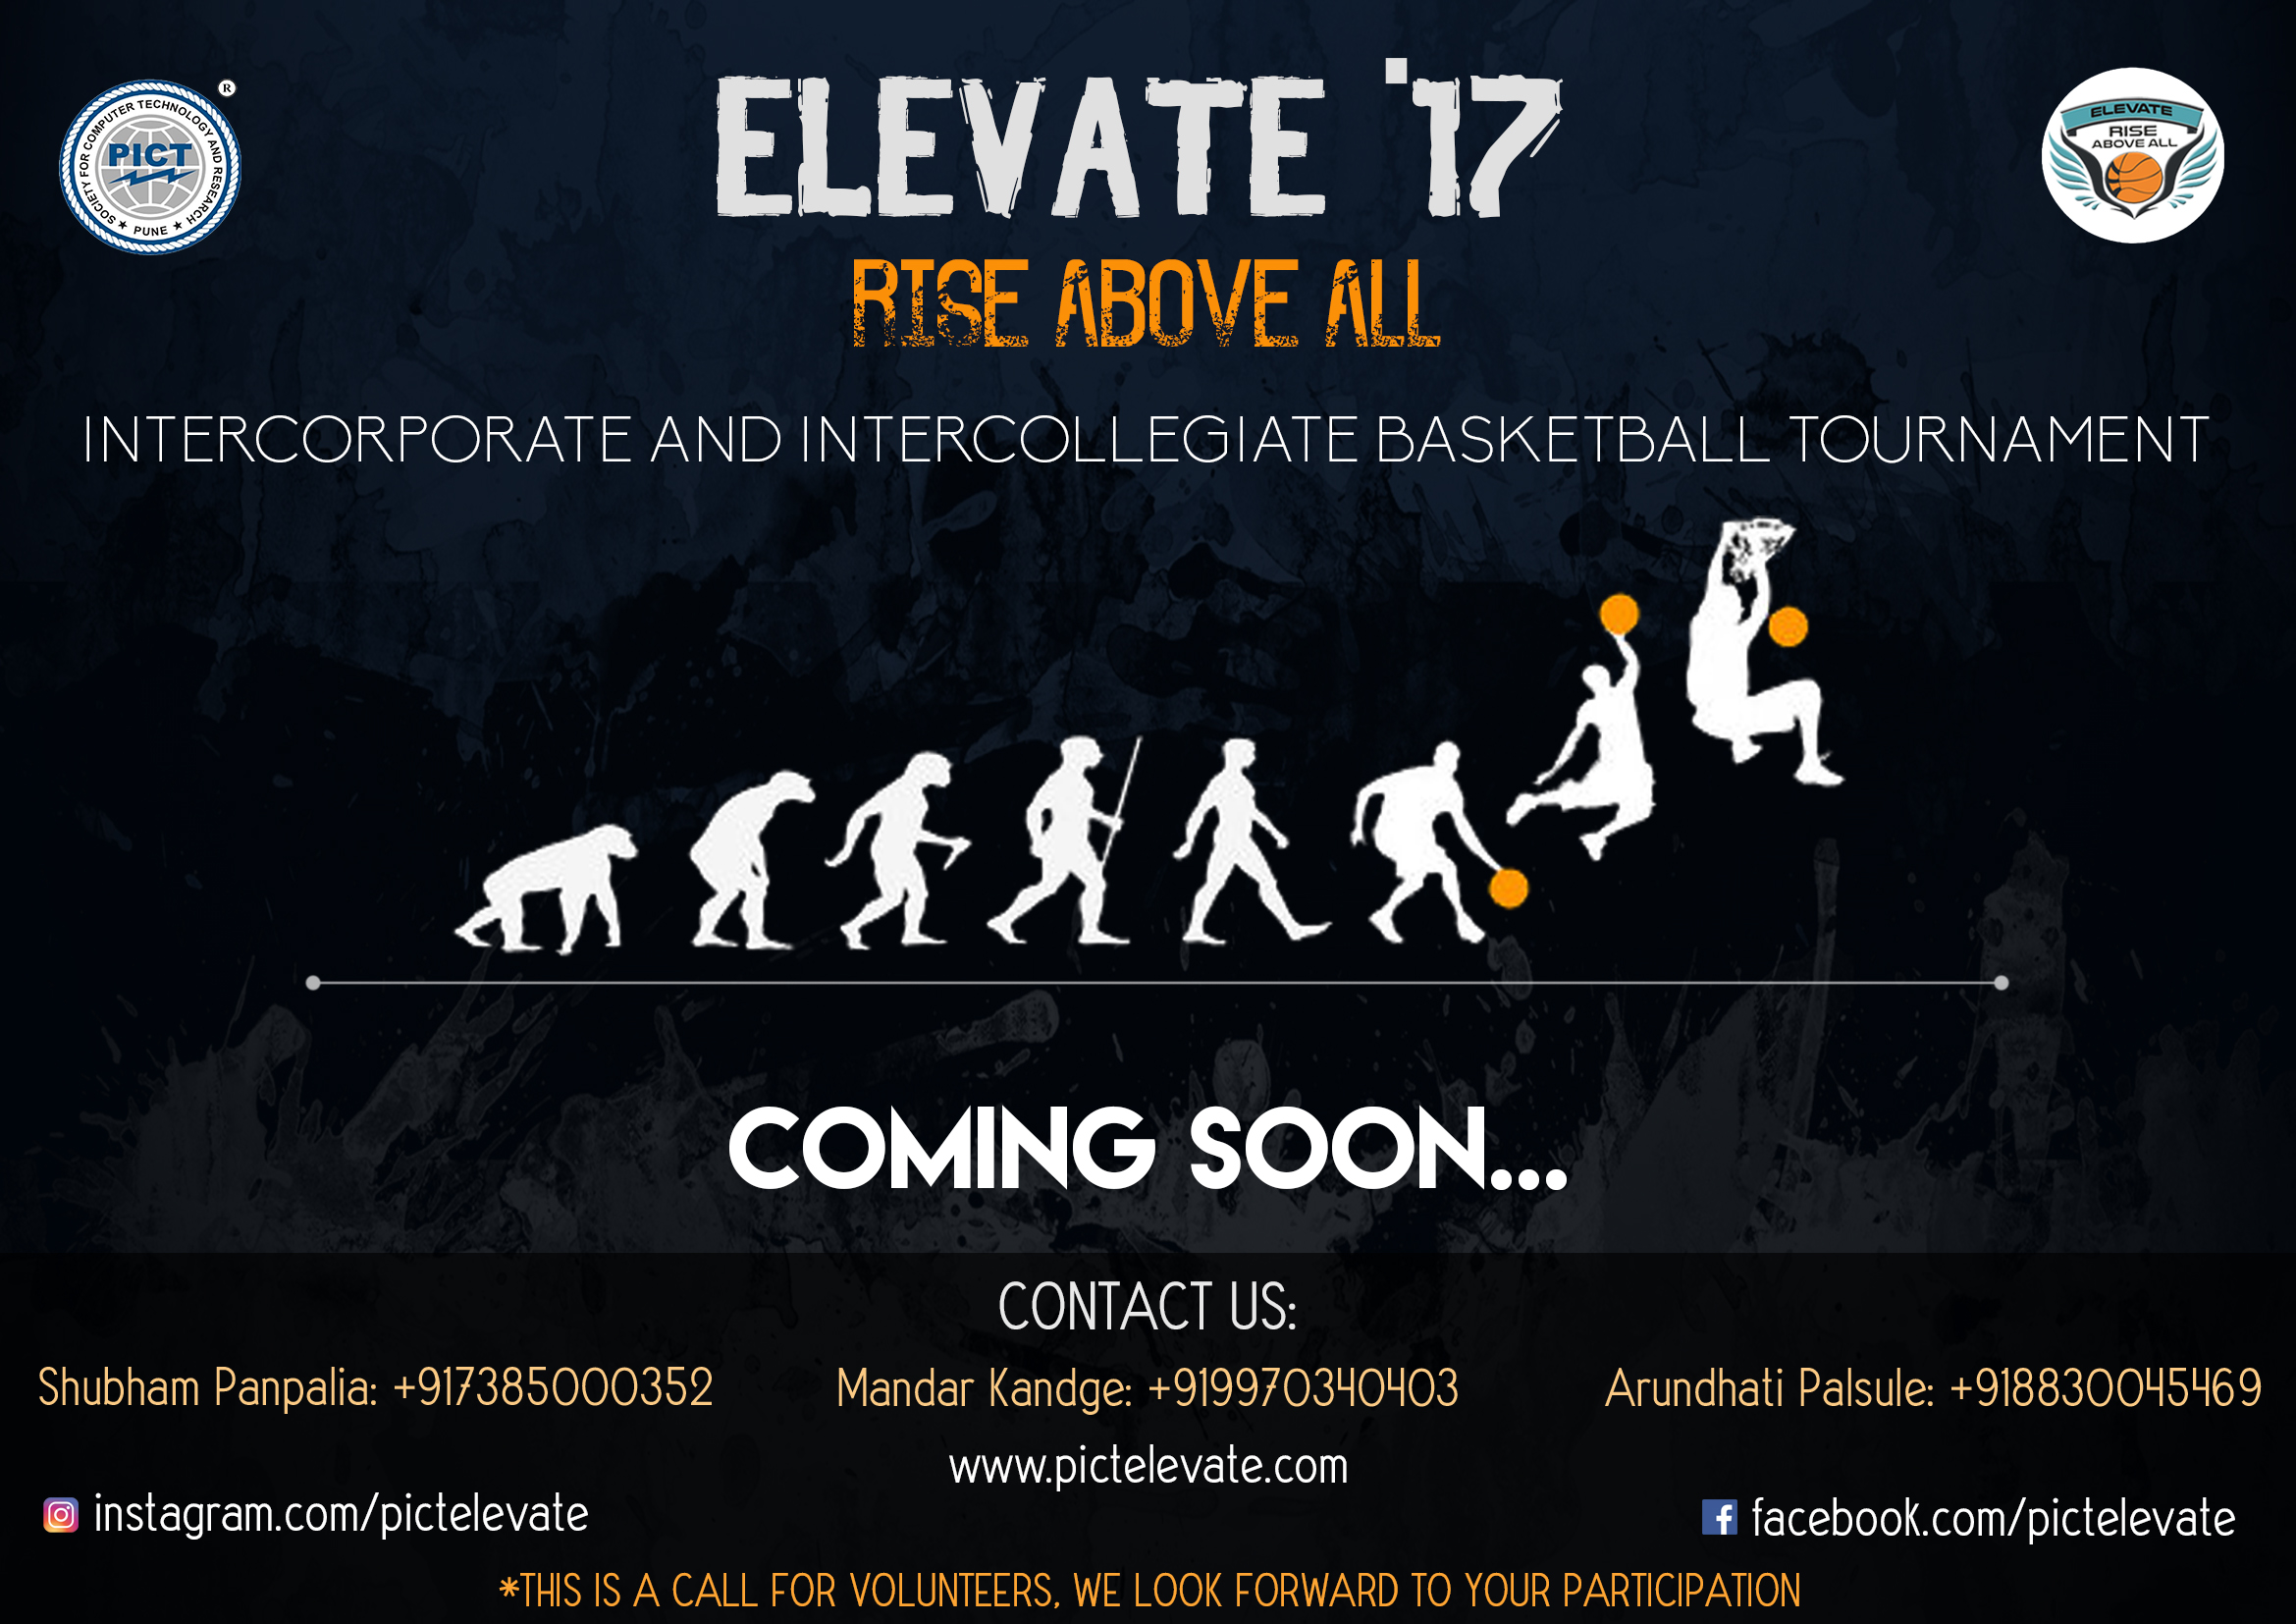 SOCIETY FOR COMPUTER TECHNOLOGY AND RESEARCH
®
PICT
★ PUNE ★
ELEVATE '17
ELEVATE
RISE
ABOVE ALL
RISE ABOVE ALL
INTERCORPORATE AND INTERCOLLEGIATE BASKETBALL TOURNAMENT
COMING SOON...
CONTACT US:
Shubham Panpalia: +917385000352
Mandar Kandge: +919970340403
Arundhati Palsule: +918830045469
www.pictelevate.com
instagram.com/pictelevate
facebook.com/pictelevate
*THIS IS A CALL FOR VOLUNTEERS, WE LOOK FORWARD TO YOUR PARTICIPATION